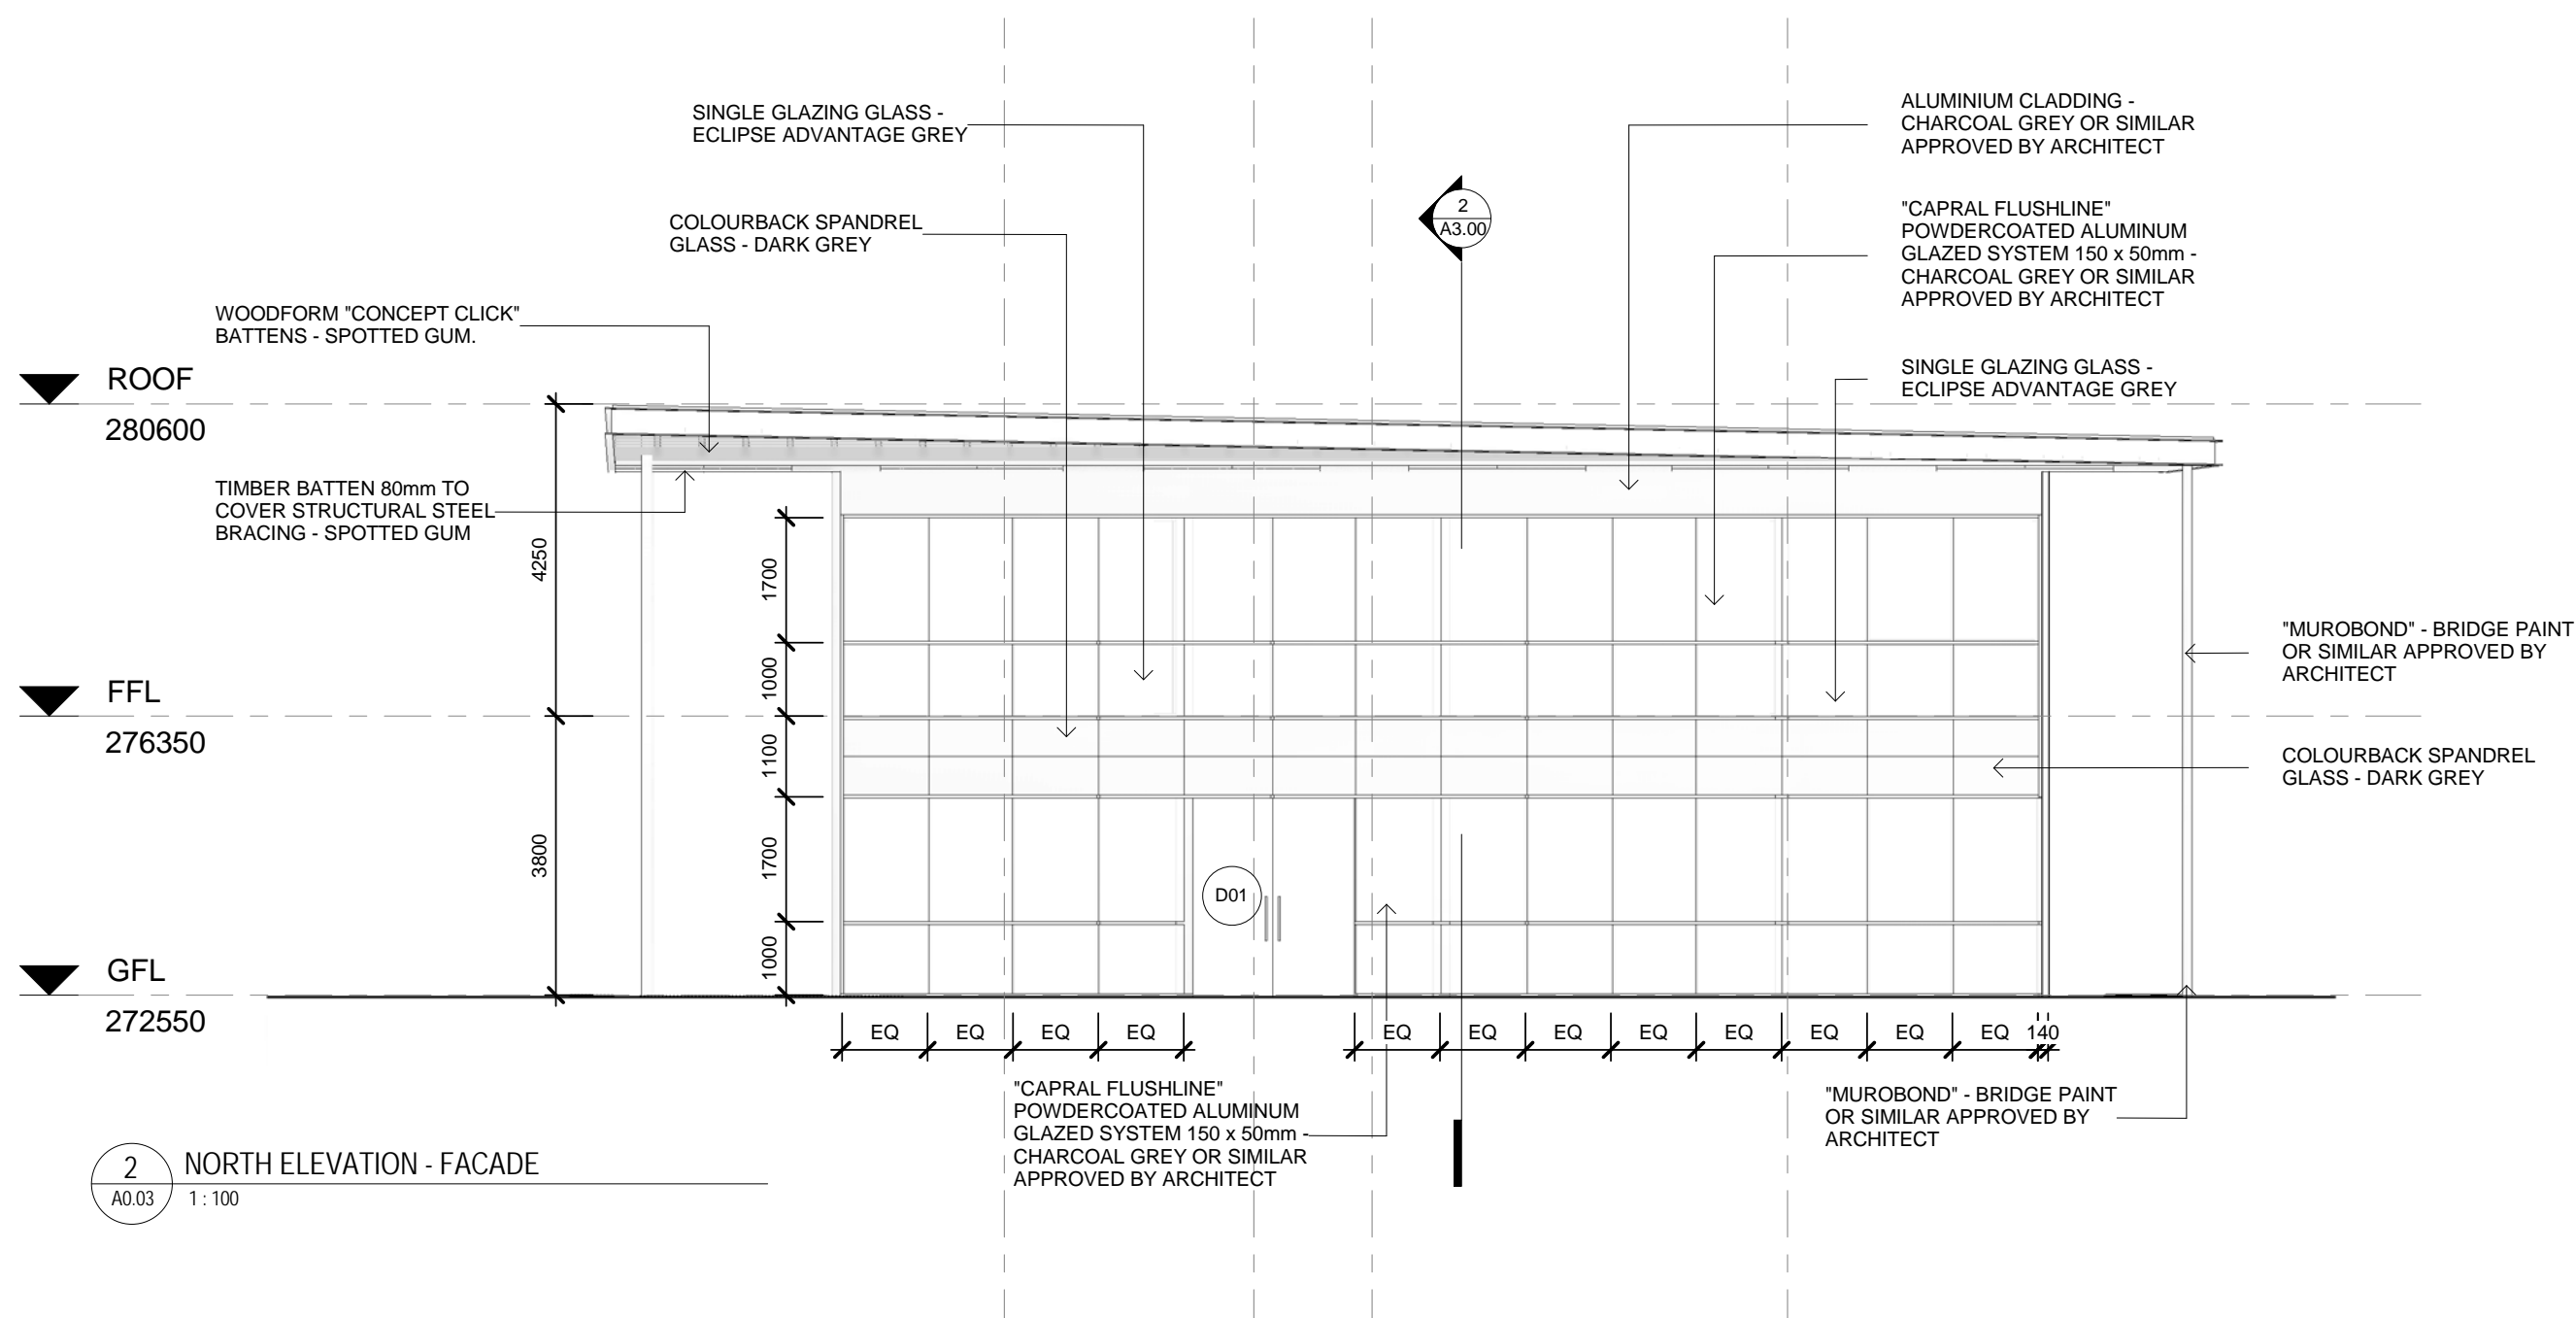 SINGLE GLAZING GLASS -
ECLIPSE ADVANTAGE GREY
ALUMINIUM CLADDING -
CHARCOAL GREY OR SIMILAR
APPROVED BY ARCHITECT
COLOURBACK SPANDREL
GLASS - DARK GREY
2
A3.00
"CAPRAL FLUSHLINE"
POWDERCOATED ALUMINUM
GLAZED SYSTEM 150 x 50mm -
CHARCOAL GREY OR SIMILAR
APPROVED BY ARCHITECT
WOODFORM "CONCEPT CLICK"
BATTENS - SPOTTED GUM.
SINGLE GLAZING GLASS -
ECLIPSE ADVANTAGE GREY
ROOF
280600
TIMBER BATTEN 80mm TO
COVER STRUCTURAL STEEL
BRACING - SPOTTED GUM
4250
1700
1000
"MUROBOND" - BRIDGE PAINT
OR SIMILAR APPROVED BY
ARCHITECT
FFL
276350
1100
COLOURBACK SPANDREL
GLASS - DARK GREY
3800
1700
D01
1000
GFL
272550
EQ EQ EQ EQ EQ EQ EQ EQ EQ EQ EQ EQ 140
"CAPRAL FLUSHLINE"
POWDERCOATED ALUMINUM
GLAZED SYSTEM 150 x 50mm -
CHARCOAL GREY OR SIMILAR
APPROVED BY ARCHITECT
"MUROBOND" - BRIDGE PAINT
OR SIMILAR APPROVED BY
ARCHITECT
2
A0.03
NORTH ELEVATION - FACADE
1 : 100